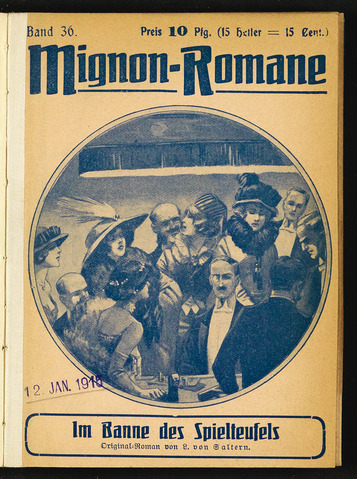 Band 36.
Preis 10 Pfg. (15 Heller = 15 Cent.)
Mignon-Romane
12. JAN. 1915
Im Banne des Spielteufels
Original-Roman von L. von Saltern.